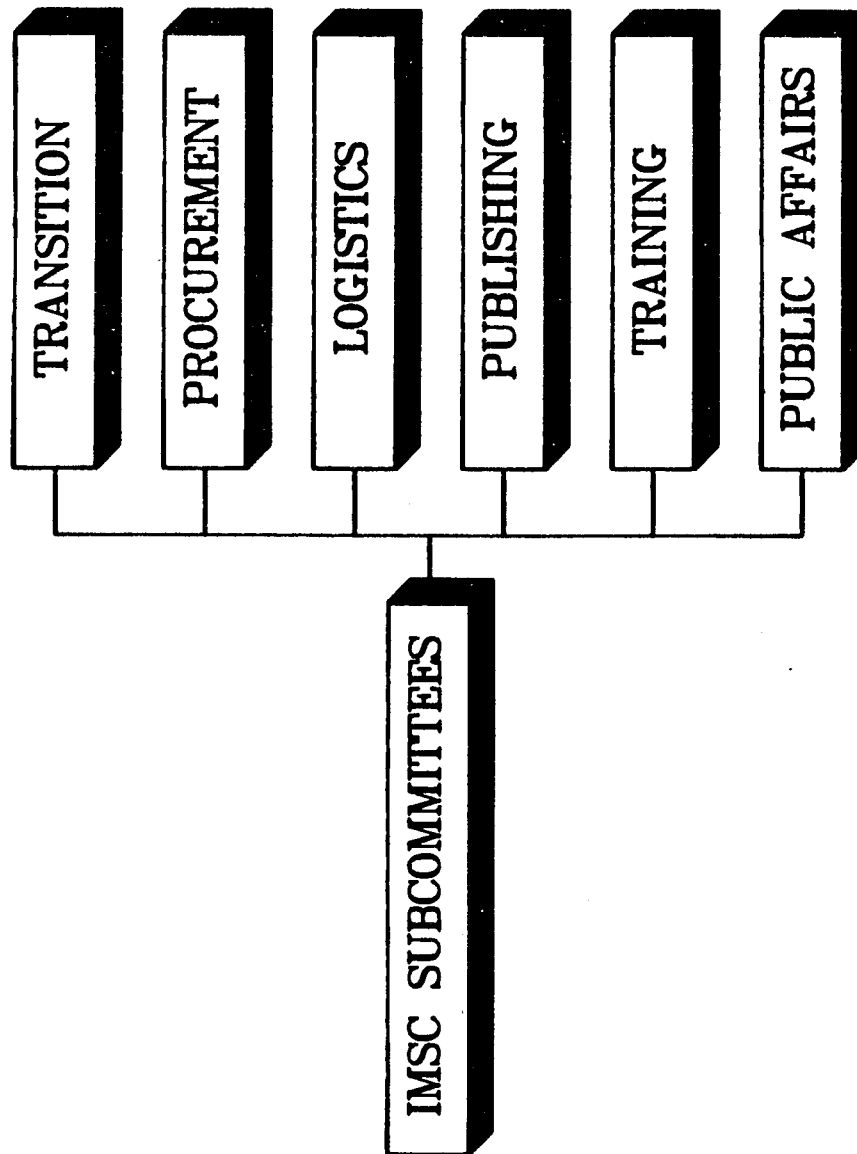 IMSC SUBCOMMITTEES
TRANSITION
PROCUREMENT
LOGISTICS
PUBLISHING
TRAINING
PUBLIC AFFAIRS